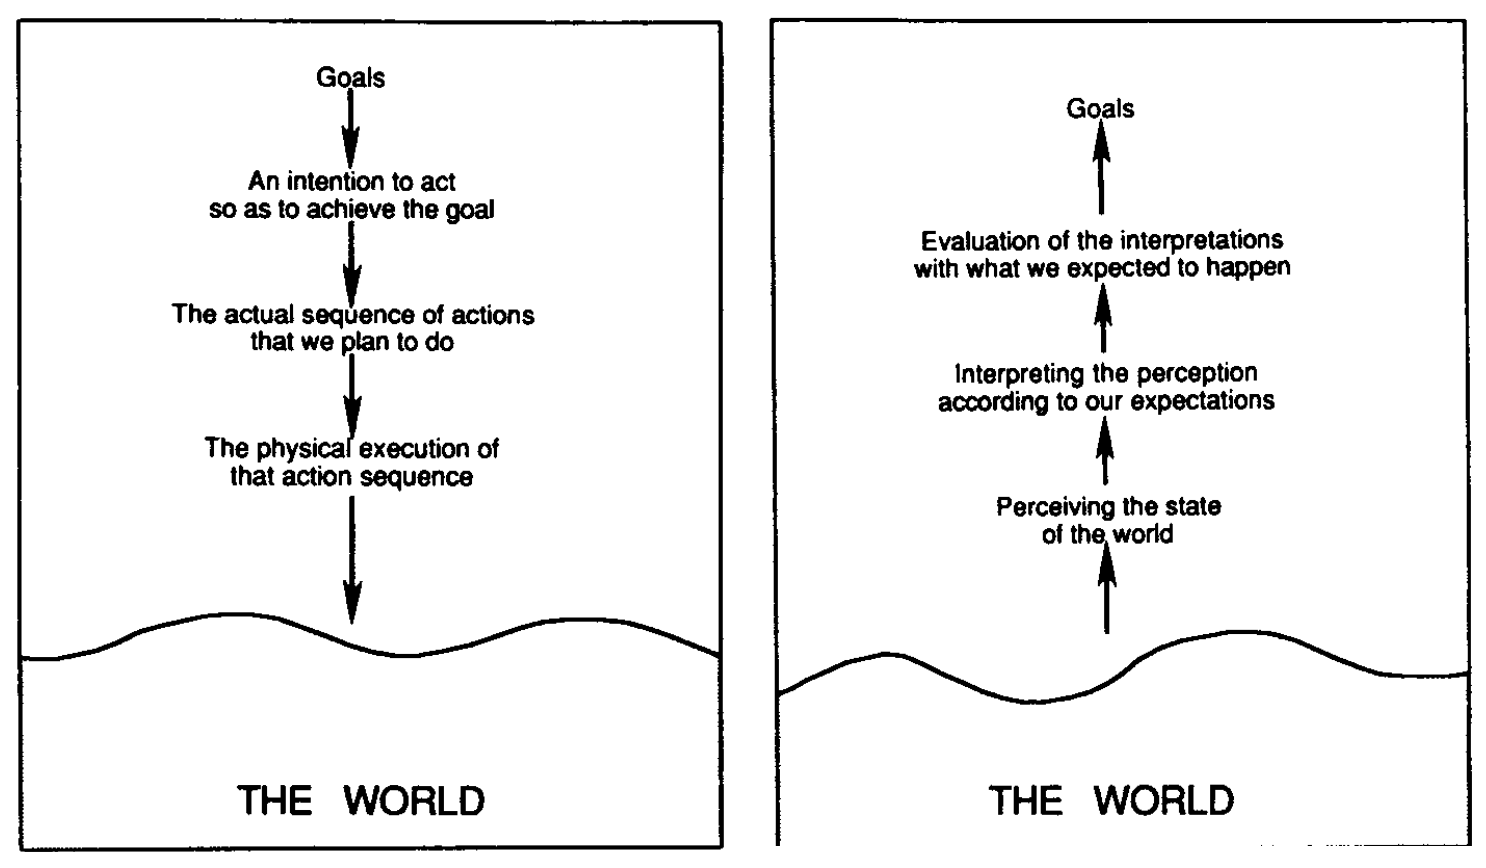 Goals
An intention to act
so as to achieve the goal
The actual sequence of actions
that we plan to do
The physical execution of
that action sequence
THE WORLD
Goals
Evaluation of the interpretations
with what we expected to happen
Interpreting the perception
according to our expectations
Perceiving the state
of the world
THE WORLD